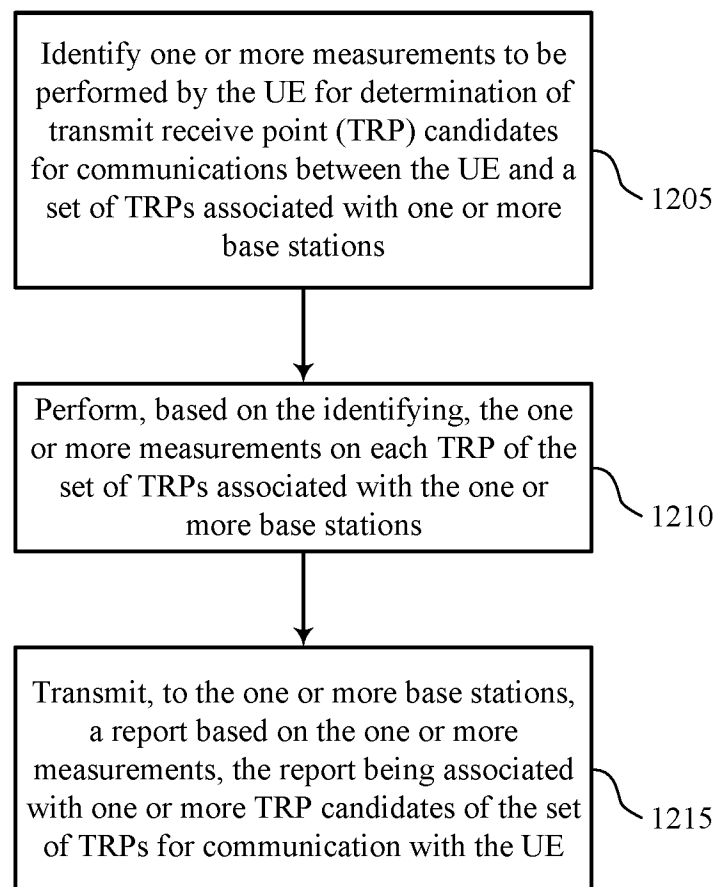 Identify one or more measurements to be
performed by the UE for determination of
transmit receive point (TRP) candidates
for communications between the UE and a
set of TRPs associated with one or more
base stations
1205
Perform, based on the identifying, the one
or more measurements on each TRP of the
set of TRPs associated with the one or
more base stations
1210
Transmit, to the one or more base stations,
a report based on the one or more
measurements, the report being associated
with one or more TRP candidates of the set
of TRPs for communication with the UE
1215